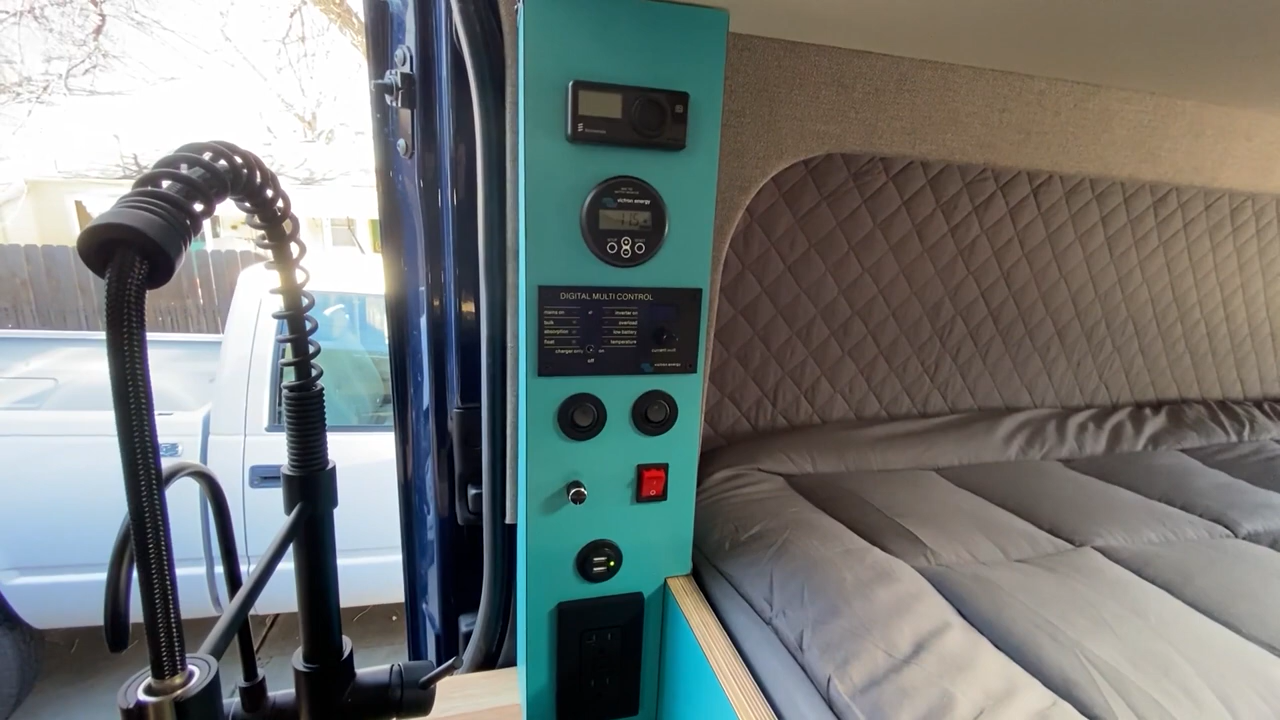 victron energy
DIGITAL MULTI CONTROL
mains on
inverter on
bulk
overload
absorption
low battery
float
temperature
charger only
on
off
victron energy